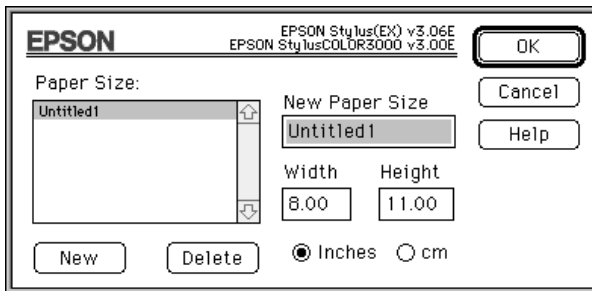 EPSON
EPSON Stylus(EX) v3.06E
EPSON StylusCOLOR3000 v3.00E
OK
Cancel
Help
Paper Size:
Untitled1
New Paper Size
Untitled1
Width Height
8.00 11.00
Inches cm
New Delete